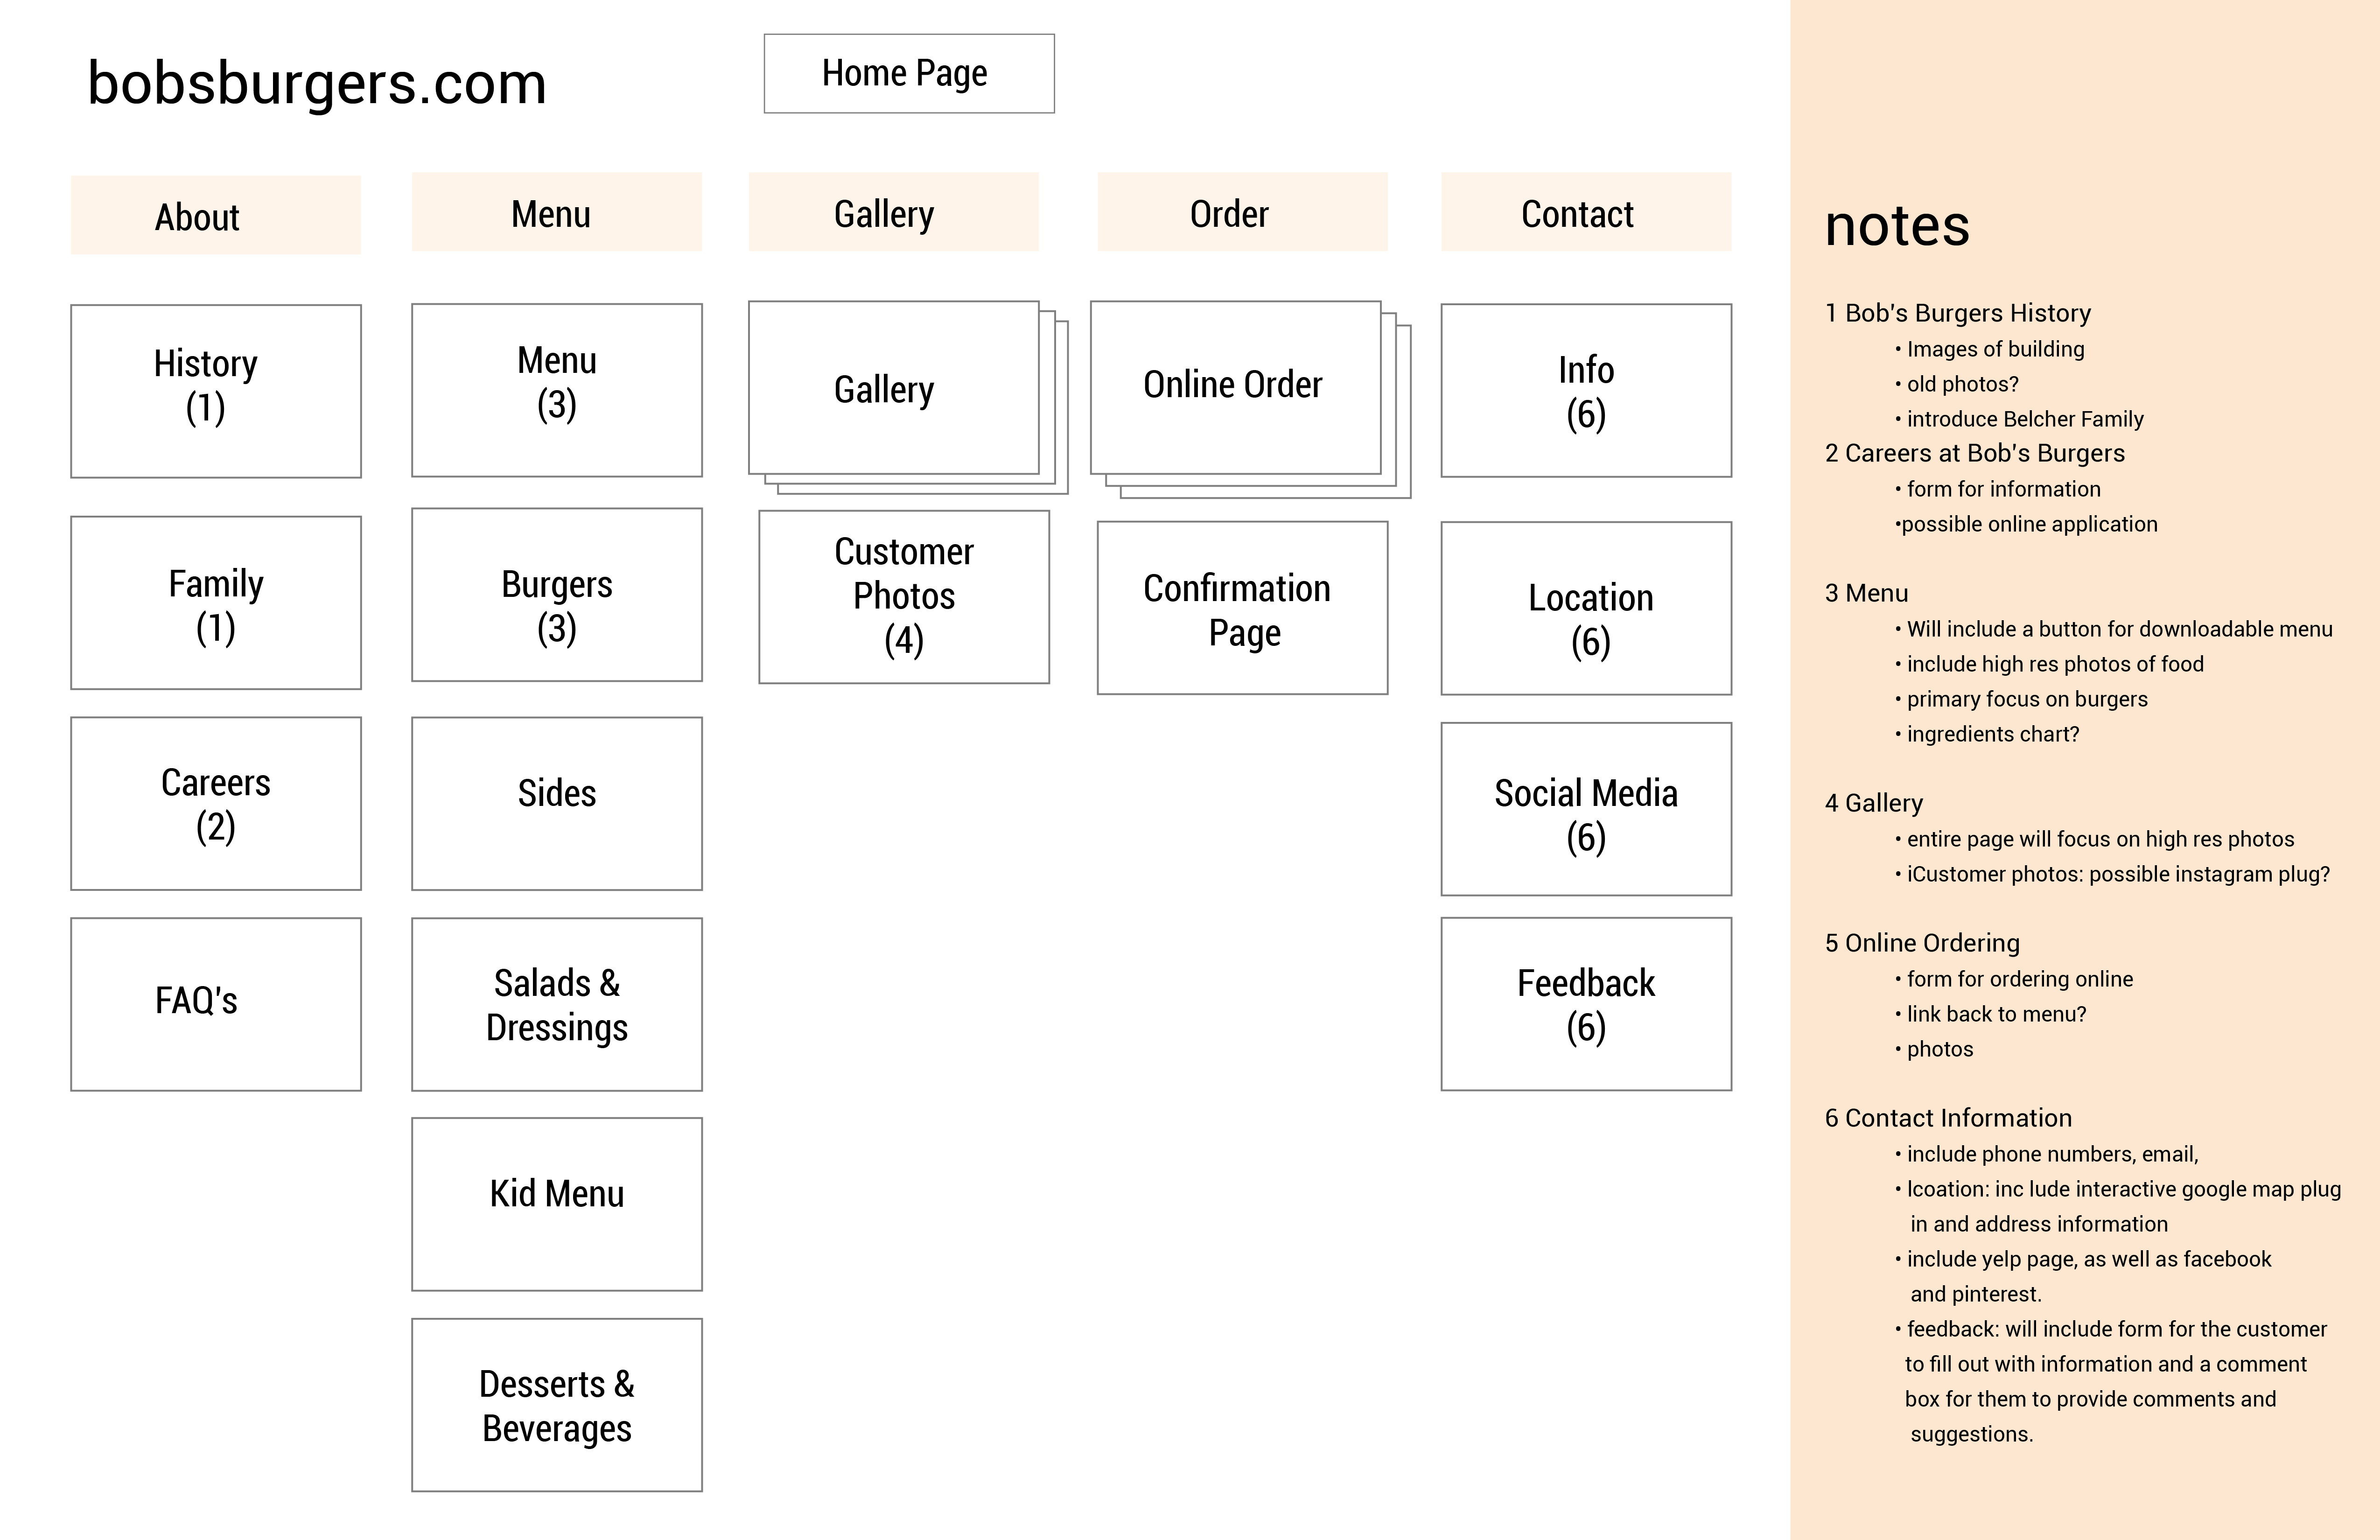 bobsburgers.com
Home Page
About
Menu
Gallery
Order
Contact
History
(1)
Family
(1)
Careers
(2)
FAQ's
Menu
(3)
Burgers
(3)
Sides
Salads &
Dressings
Kid Menu
Desserts &
Beverages
Gallery
Customer
Photos
(4)
Online Order
Confirmation
Page
Info
(6)
Location
(6)
Social Media
(6)
Feedback
(6)
notes
1 Bob's Burgers History
• Images of building
• old photos?
• introduce Belcher Family
2 Careers at Bob's Burgers
• form for information
•possible online application
3 Menu
• Will include a button for downloadable menu
• include high res photos of food
• primary focus on burgers
• ingredients chart?
4 Gallery
• entire page will focus on high res photos
• iCustomer photos: possible instagram plug?
5 Online Ordering
• form for ordering online
• link back to menu?
• photos
6 Contact Information
• include phone numbers, email,
• lcoation: inc lude interactive google map plug
in and address information
• include yelp page, as well as facebook
and pinterest.
• feedback: will include form for the customer
to fill out with information and a comment
box for them to provide comments and
suggestions.